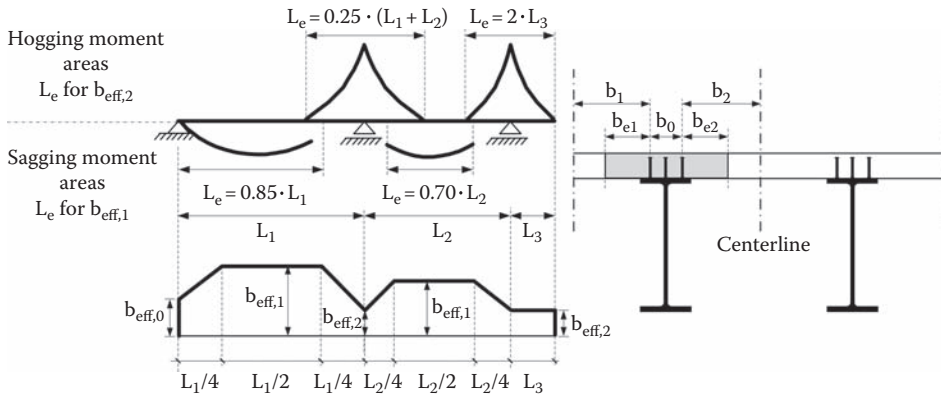 L_e = 0.25 · (L_1 + L_2)
L_e = 2 · L_3
Hogging moment
areas
L_e for b_eff,2
b_1
b_2
b_e1
b_0
b_e2
Sagging moment
areas
L_e for b_eff,1
L_e = 0.85 · L_1
L_e = 0.70 · L_2
L_1
L_2
L_3
Centerline
b_eff,0
b_eff,1
b_eff,2
b_eff,1
b_eff,2
L_1/4
L_1/2
L_1/4
L_2/4
L_2/2
L_2/4
L_3